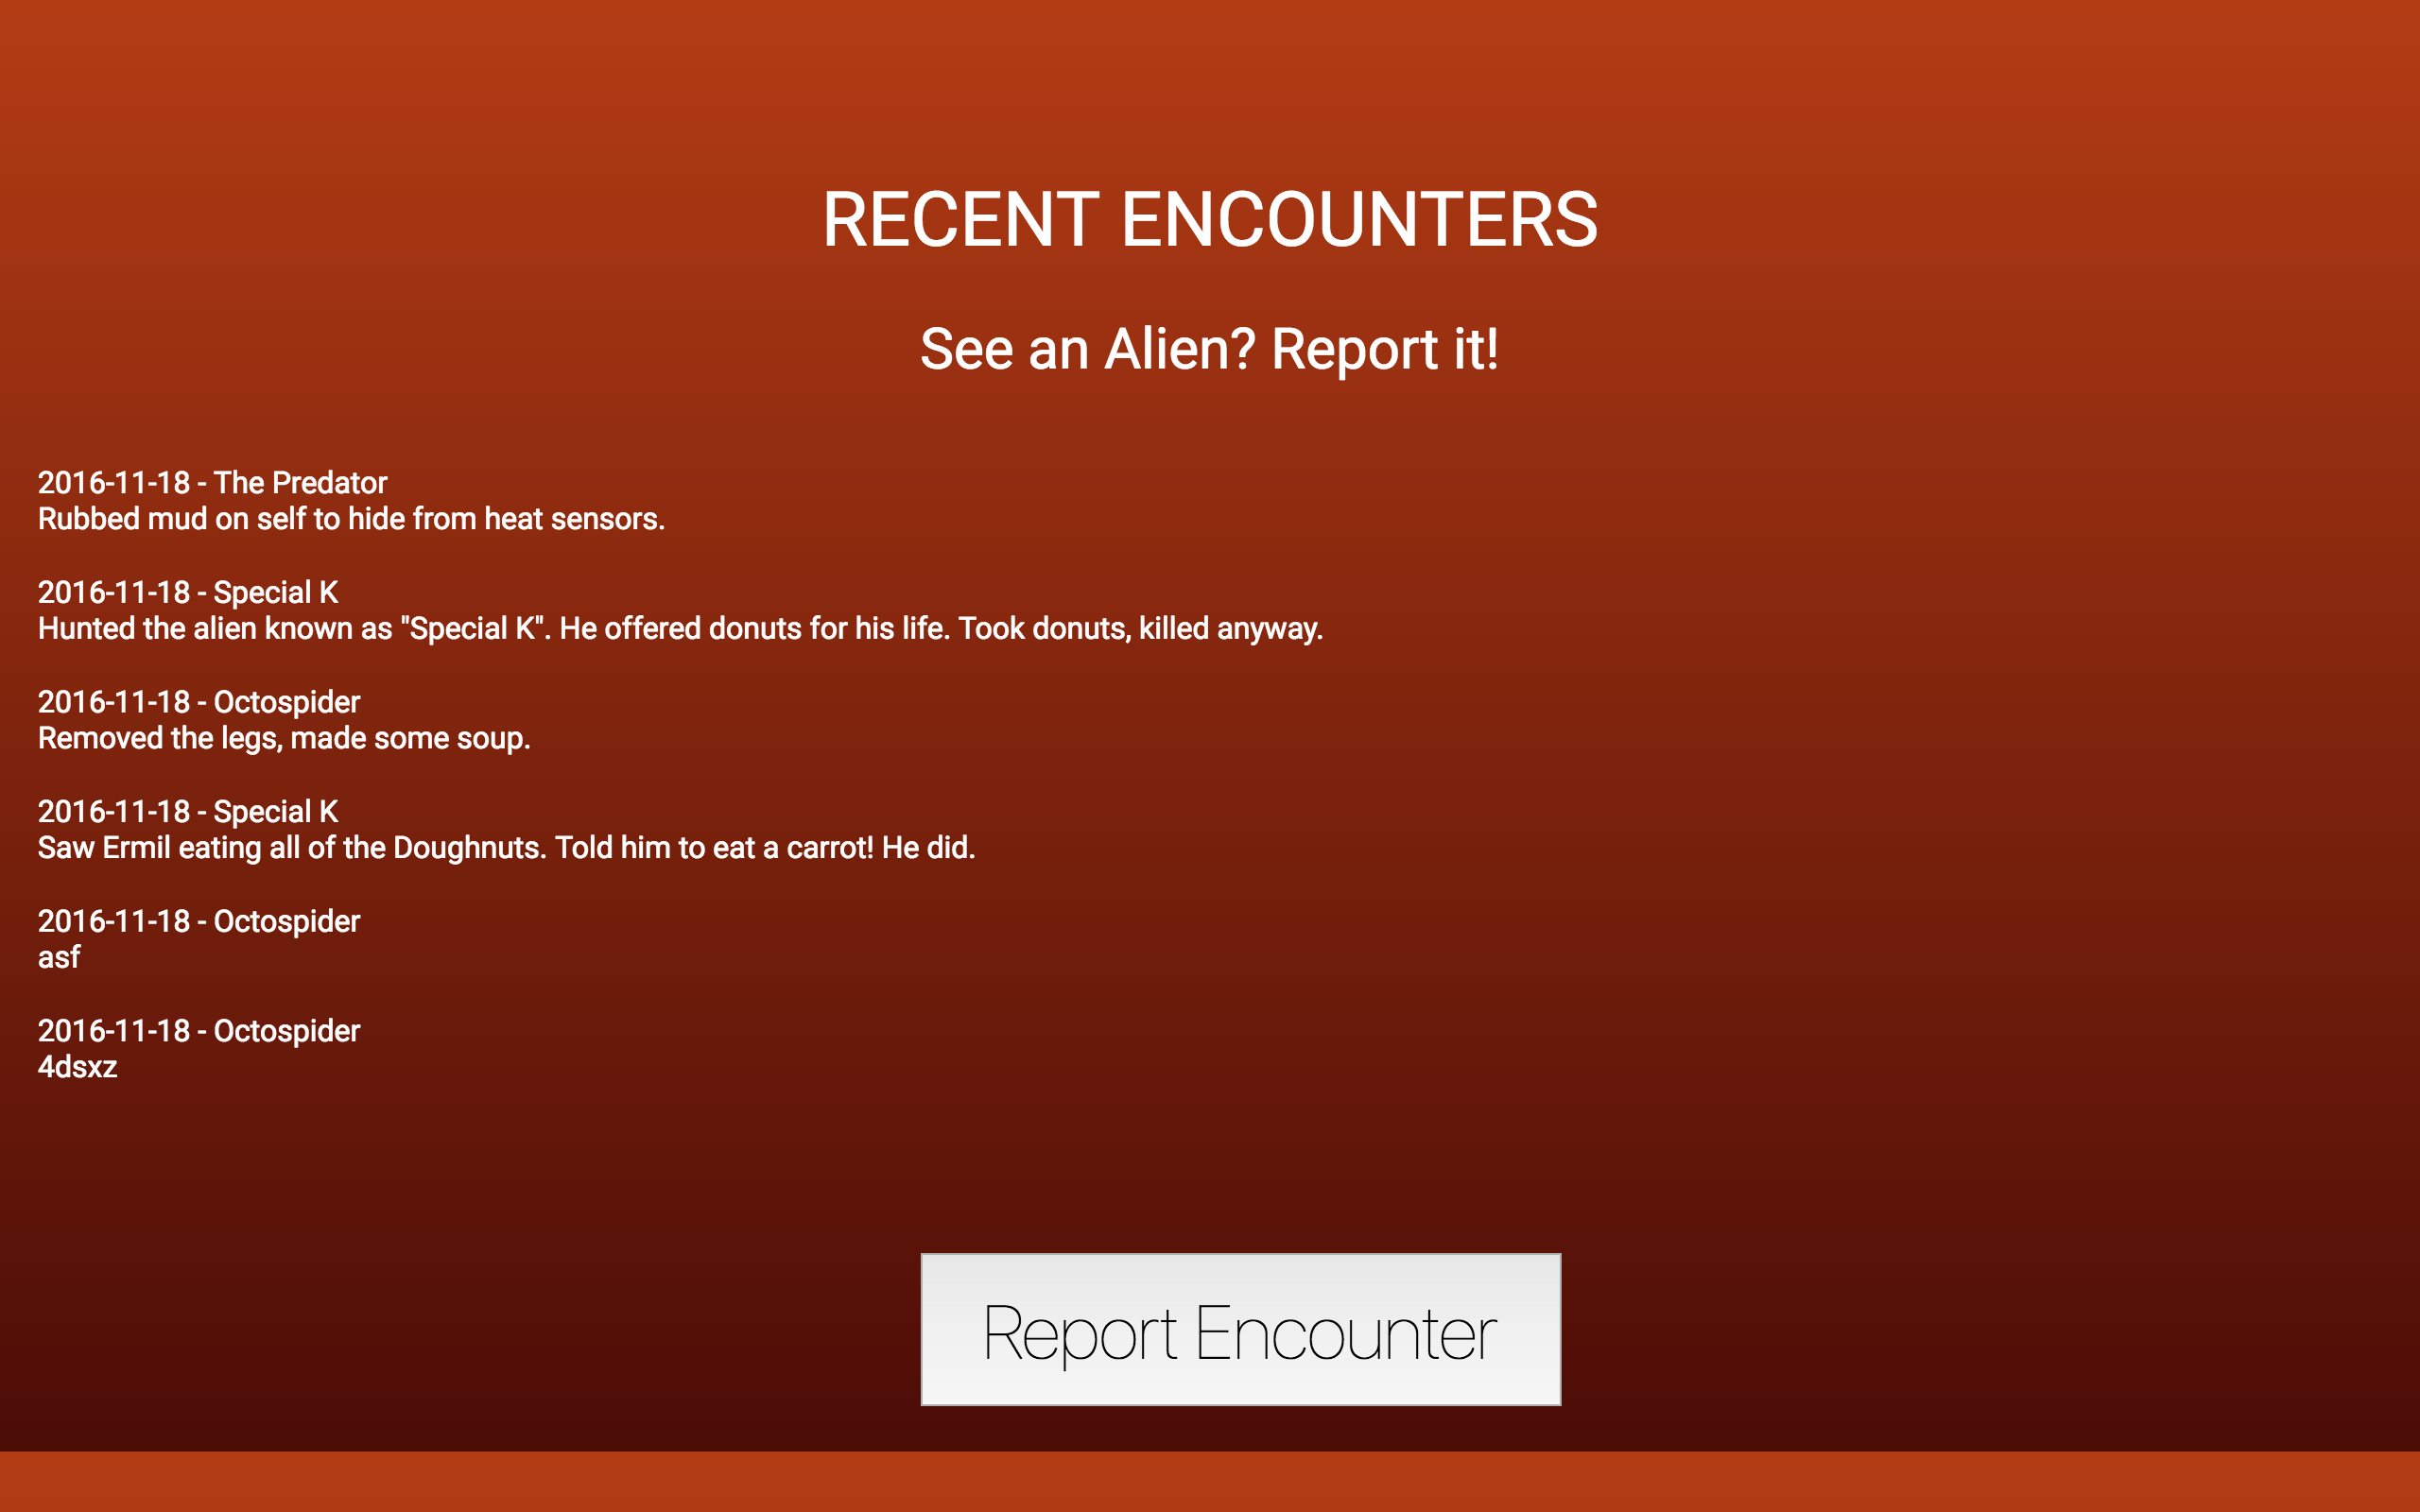 RECENT ENCOUNTERS
See an Alien? Report it!
2016-11-18 - The Predator
Rubbed mud on self to hide from heat sensors.
2016-11-18 - Special K
Hunted the alien known as "Special K". He offered donuts for his life. Took donuts, killed anyway.
2016-11-18 - Octospider
Removed the legs, made some soup.
2016-11-18 - Special K
Saw Ermil eating all of the Doughnuts. Told him to eat a carrot! He did.
2016-11-18 - Octospider
asf
2016-11-18 - Octospider
4dsxz
Report Encounter